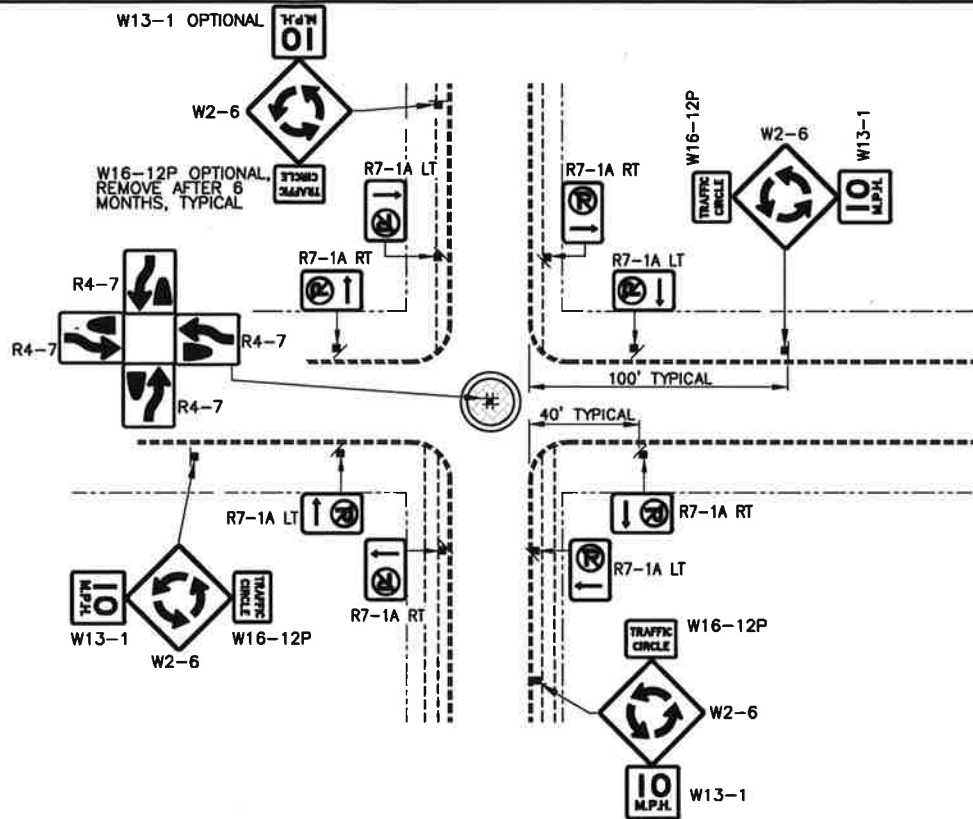 W13-1 OPTIONAL
10
M.P.H.
W2-6
W16-12P OPTIONAL,
REMOVE AFTER 6
MONTHS, TYPICAL
TRAFFIC
CIRCLE
R7-1A LT
P
R7-1A RT
P
R7-1A RT
P
R7-1A LT
P
W16-12P
TRAFFIC
CIRCLE
W2-6
W13-1
10
M.P.H.
R4-7
R4-7
R4-7
R4-7
100' TYPICAL
40' TYPICAL
R7-1A LT
P
R7-1A RT
P
R7-1A RT
P
R7-1A LT
P
10
M.P.H.
W13-1
W2-6
TRAFFIC
CIRCLE
W16-12P
TRAFFIC
CIRCLE
W16-12P
W2-6
10
M.P.H.
W13-1